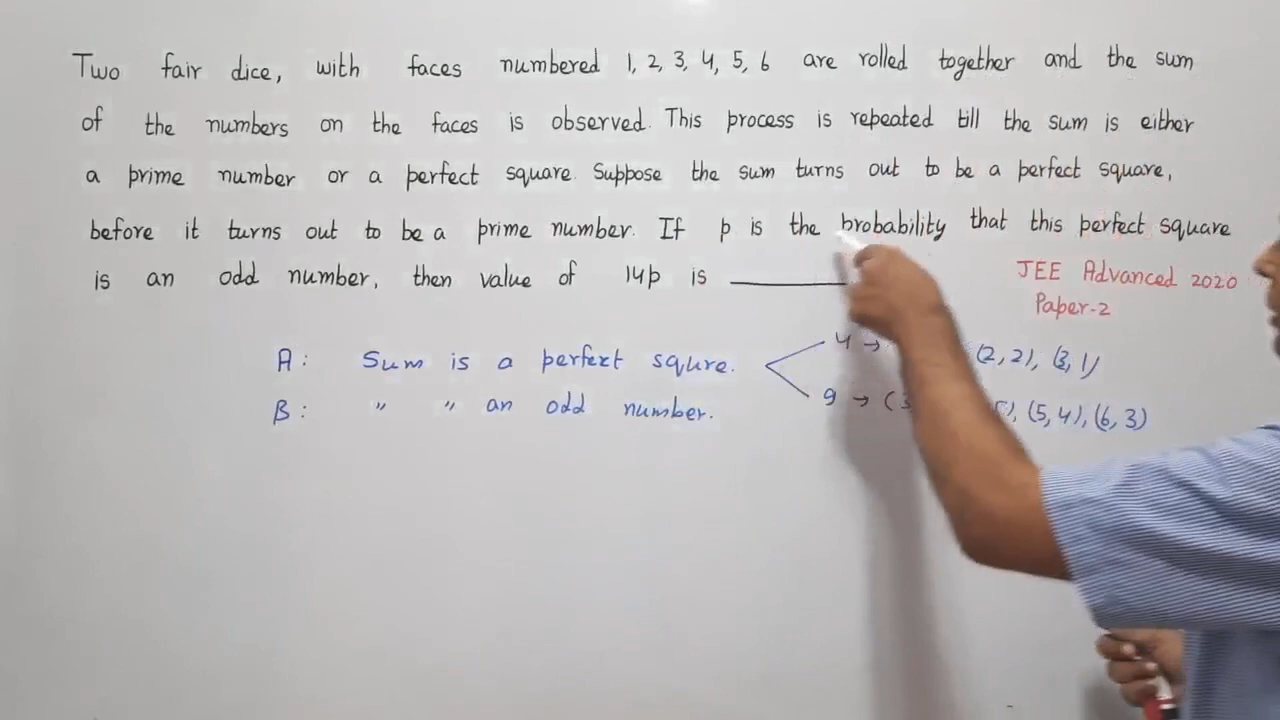 Two fair dice, with faces numbered 1, 2, 3, 4, 5, 6 are rolled together and the sum
of the numbers on the faces is observed. This process is repeated till the sum is either
a prime number or a perfect square. Suppose the sum turns out to be a perfect square,
before it turns out to be a prime number. If p is the probability that this perfect square
is an odd number, then value of 14p is ______
JEE Advanced 2020
Paper-2
A: Sum is a perfect squre. 4 → (2,2), (3,1)
9 → (3 (5,4), (6,3)
B: " " an odd number.